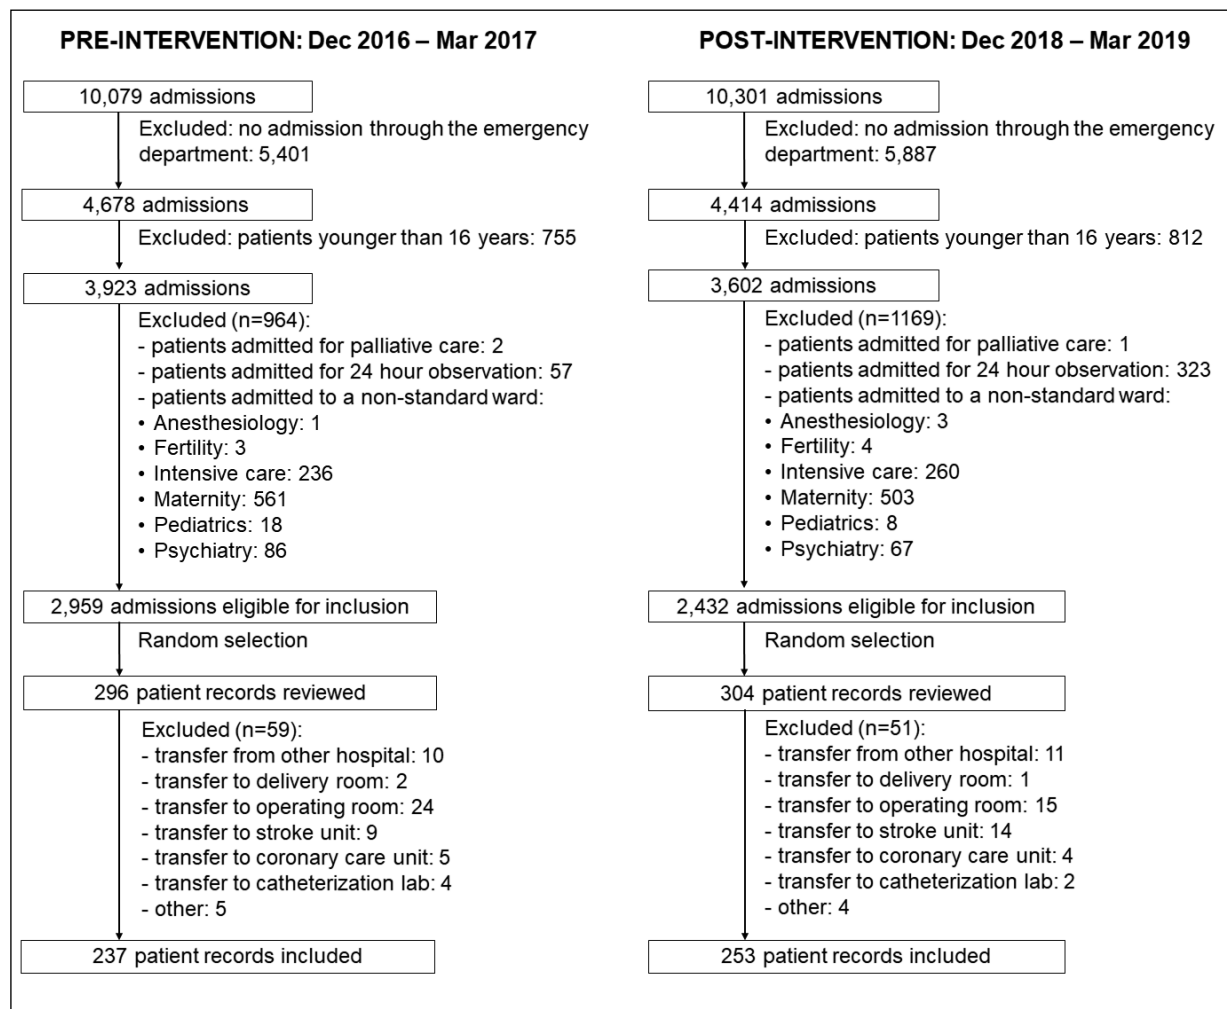 PRE-INTERVENTION: Dec 2016 – Mar 2017
10,079 admissions
Excluded: no admission through the emergency
department: 5,401
4,678 admissions
Excluded: patients younger than 16 years: 755
3,923 admissions
Excluded (n=964):
- patients admitted for palliative care: 2
- patients admitted for 24 hour observation: 57
- patients admitted to a non-standard ward:
• Anesthesiology: 1
• Fertility: 3
• Intensive care: 236
• Maternity: 561
• Pediatrics: 18
• Psychiatry: 86
2,959 admissions eligible for inclusion
Random selection
296 patient records reviewed
Excluded (n=59):
- transfer from other hospital: 10
- transfer to delivery room: 2
- transfer to operating room: 24
- transfer to stroke unit: 9
- transfer to coronary care unit: 5
- transfer to catheterization lab: 4
- other: 5
237 patient records included
POST-INTERVENTION: Dec 2018 – Mar 2019
10,301 admissions
Excluded: no admission through the emergency
department: 5,887
4,414 admissions
Excluded: patients younger than 16 years: 812
3,602 admissions
Excluded (n=1169):
- patients admitted for palliative care: 1
- patients admitted for 24 hour observation: 323
- patients admitted to a non-standard ward:
• Anesthesiology: 3
• Fertility: 4
• Intensive care: 260
• Maternity: 503
• Pediatrics: 8
• Psychiatry: 67
2,432 admissions eligible for inclusion
Random selection
304 patient records reviewed
Excluded (n=51):
- transfer from other hospital: 11
- transfer to delivery room: 1
- transfer to operating room: 15
- transfer to stroke unit: 14
- transfer to coronary care unit: 4
- transfer to catheterization lab: 2
- other: 4
253 patient records included